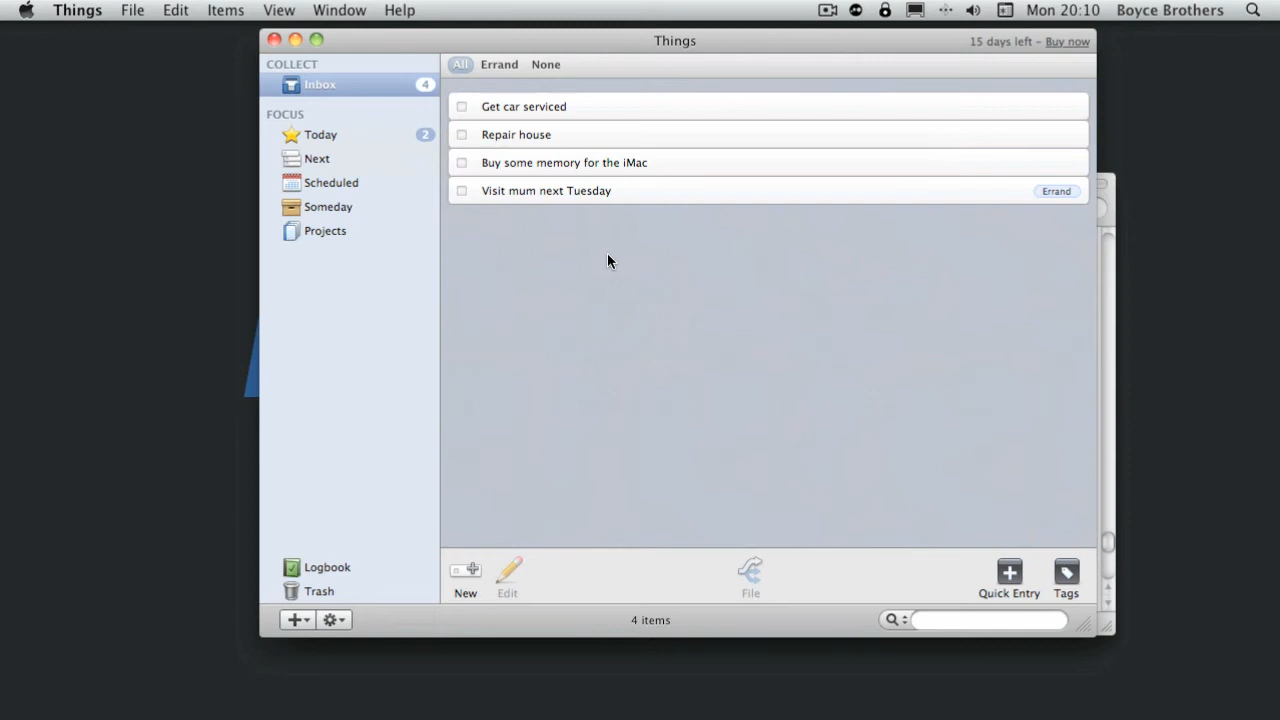 Things File Edit Items View Window Help Mon 20:10 Boyce Brothers
Things
15 days left – Buy now
COLLECT
Inbox 4
FOCUS
Today 2
Next
Scheduled
Someday
Projects
Logbook
Trash
All Errand None
Get car serviced
Repair house
Buy some memory for the iMac
Visit mum next Tuesday Errand
New Edit File Quick Entry Tags
4 items